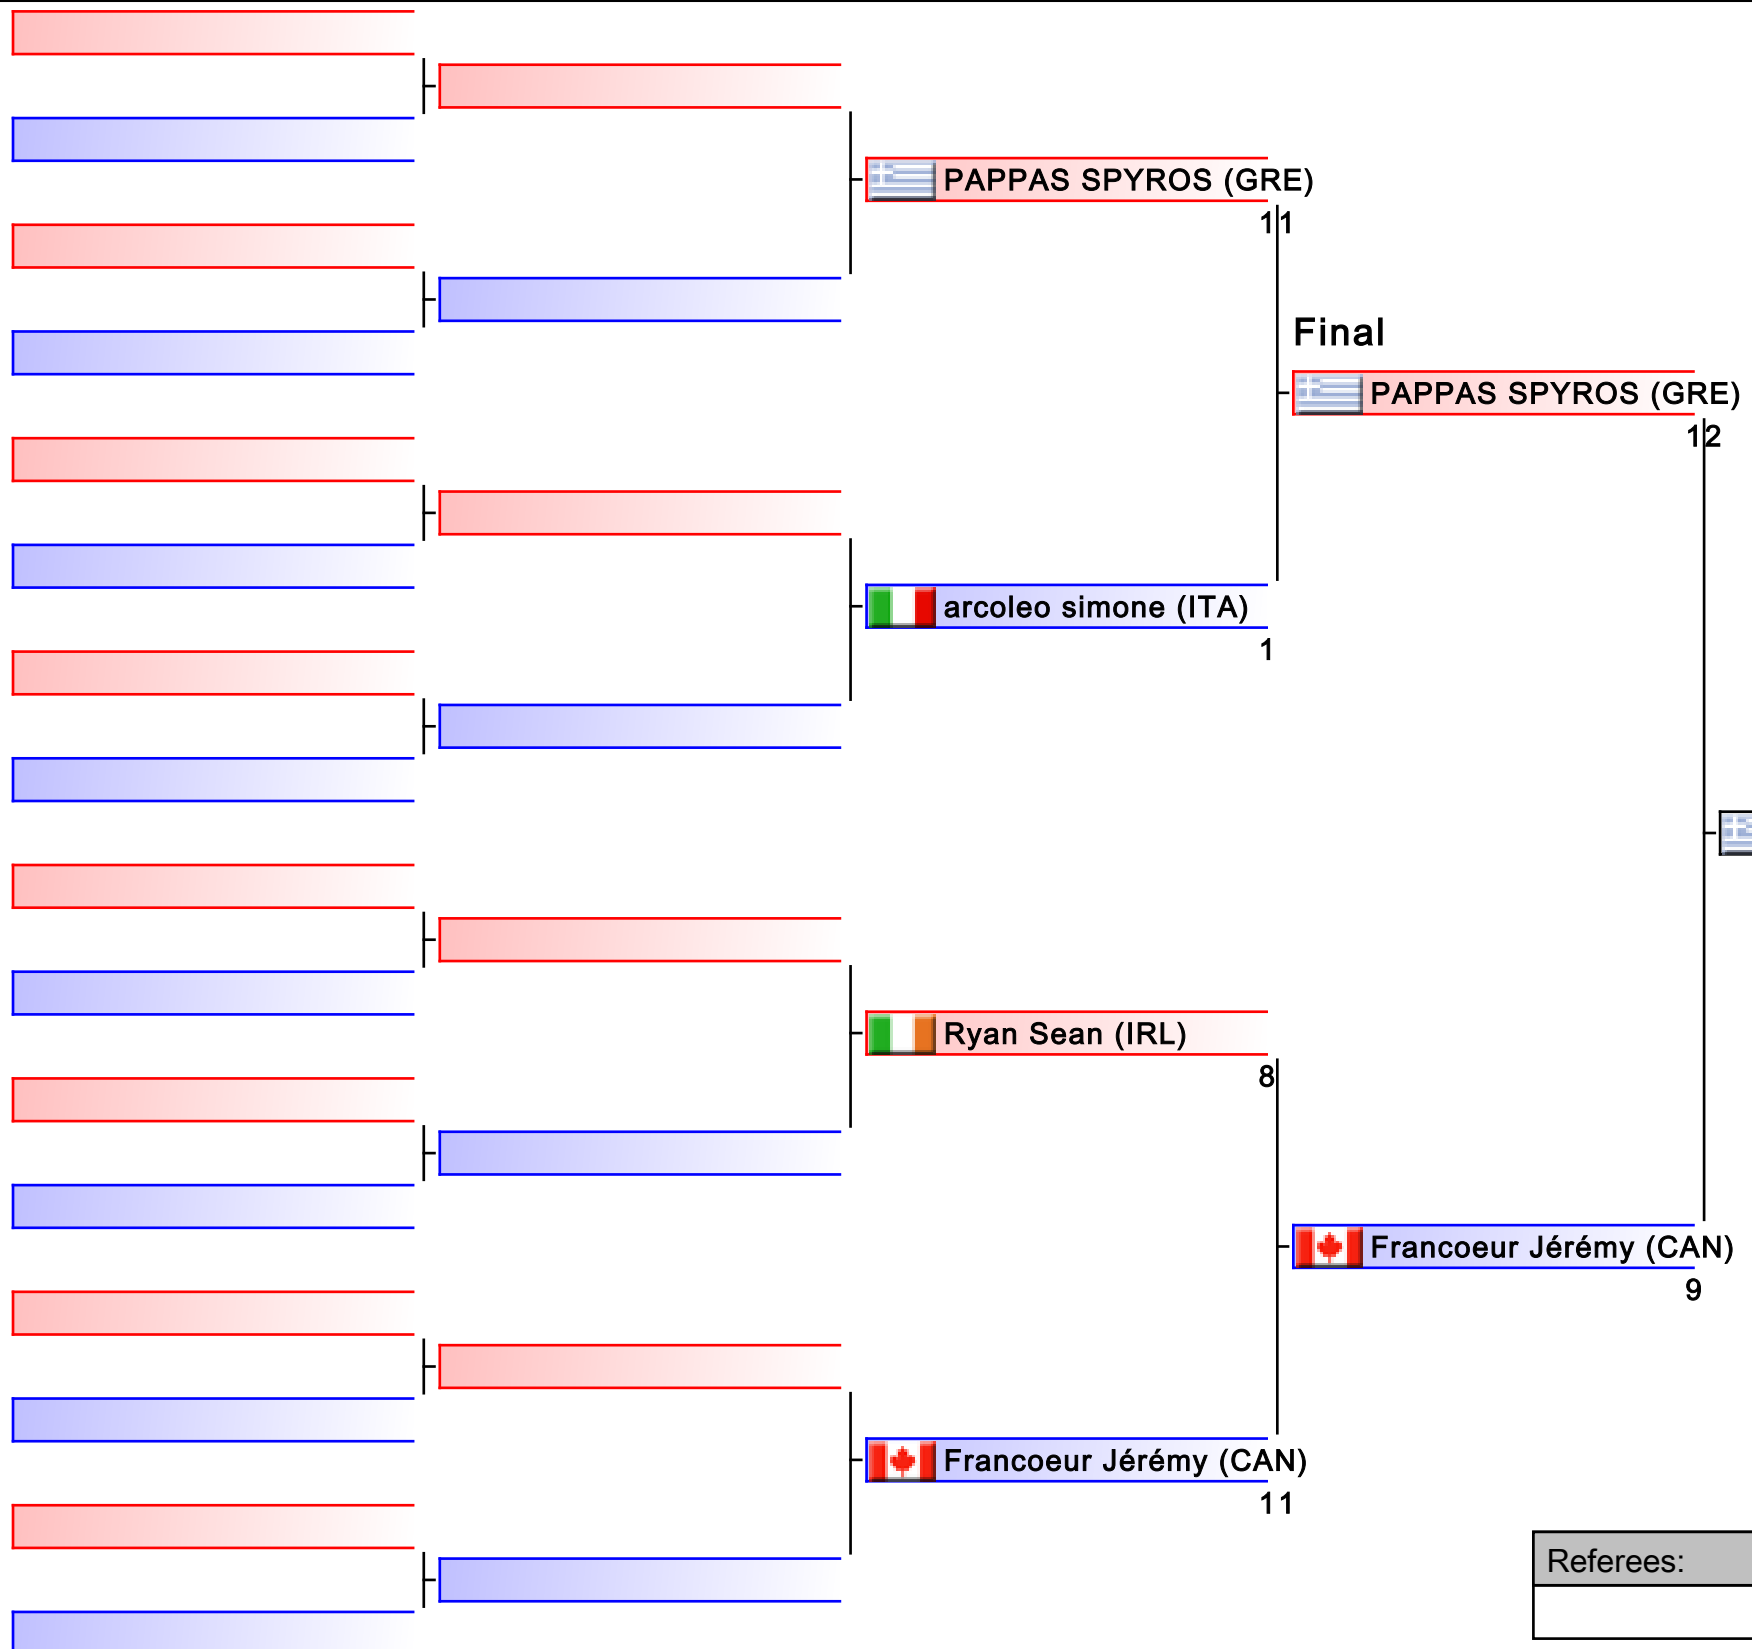 PAPPAS SPYROS (GRE)
11
Final
PAPPAS SPYROS (GRE)
12
arcoleo simone (ITA)
1
Ryan Sean (IRL)
8
Francoeur Jérémy (CAN)
9
Francoeur Jérémy (CAN)
11
Referees: